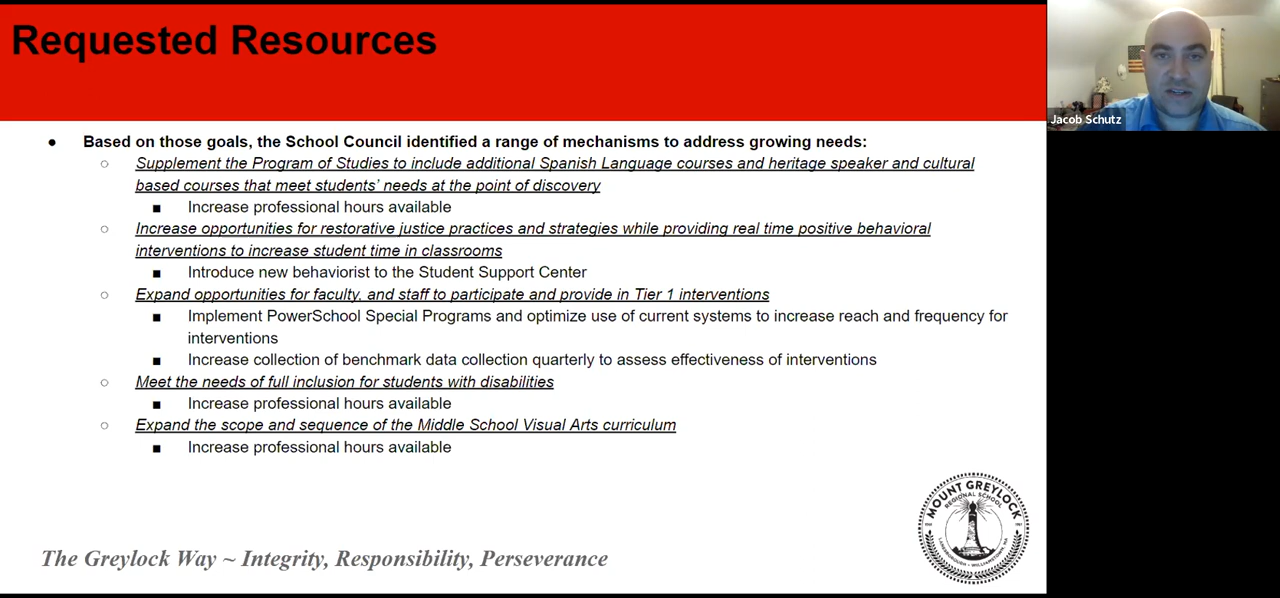 Requested Resources
Jacob Schutz
● Based on those goals, the School Council identified a range of mechanisms to address growing needs:
○ Supplement the Program of Studies to include additional Spanish Language courses and heritage speaker and cultural
based courses that meet students' needs at the point of discovery
■ Increase professional hours available
○ Increase opportunities for restorative justice practices and strategies while providing real time positive behavioral
interventions to increase student time in classrooms
■ Introduce new behaviorist to the Student Support Center
○ Expand opportunities for faculty, and staff to participate and provide in Tier 1 interventions
■ Implement PowerSchool Special Programs and optimize use of current systems to increase reach and frequency for
interventions
■ Increase collection of benchmark data collection quarterly to assess effectiveness of interventions
○ Meet the needs of full inclusion for students with disabilities
■ Increase professional hours available
○ Expand the scope and sequence of the Middle School Visual Arts curriculum
■ Increase professional hours available
MOUNT GREYLOCK
REGIONAL SCHOOL
LANESBOROUGH • WILLIAMSTOWN, MA
The Greylock Way ~ Integrity, Responsibility, Perseverance